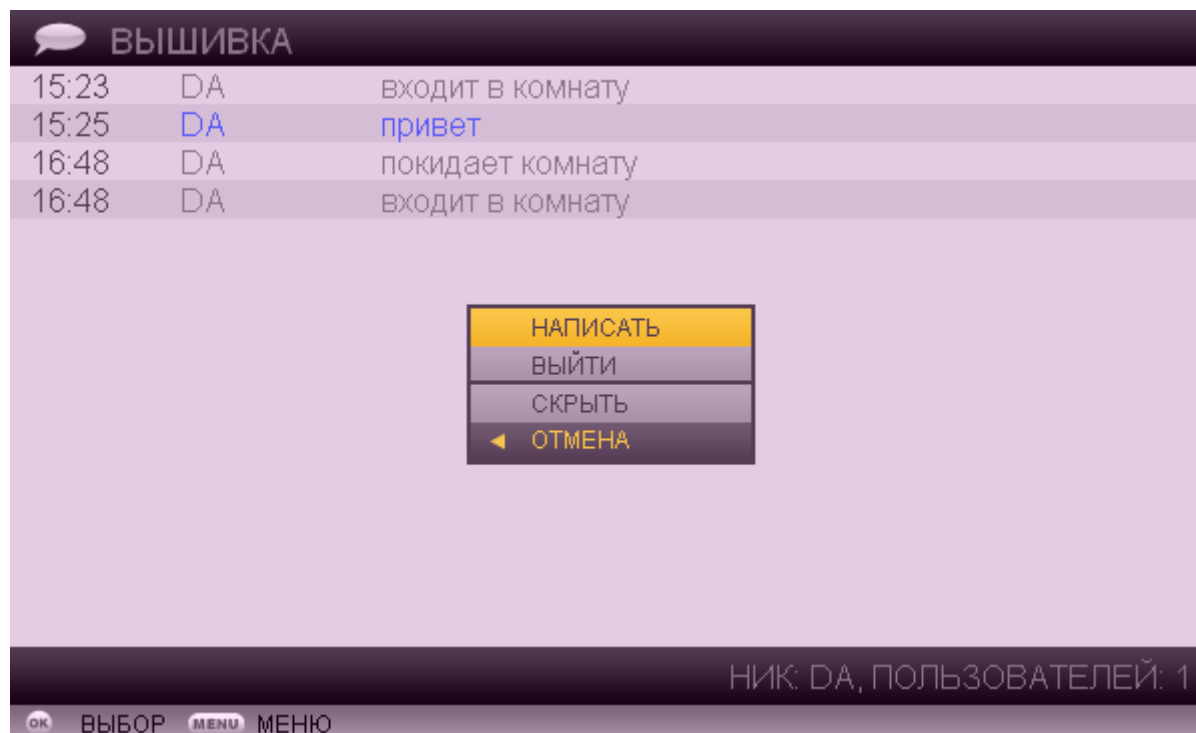 ВЫШИВКА
15:23 DA входит в комнату
15:25 DA привет
16:48 DA покидает комнату
16:48 DA входит в комнату
НАПИСАТЬ
ВЫЙТИ
СКРЫТЬ
ОТМЕНА
НИК: DA, ПОЛЬЗОВАТЕЛЕЙ: 1
OK ВЫБОР MENU МЕНЮ